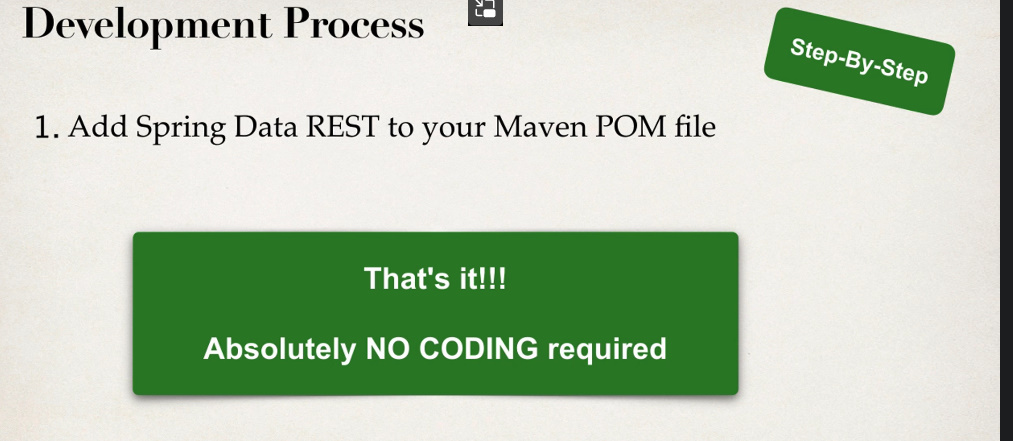 Development Process
Step-By-Step
1. Add Spring Data REST to your Maven POM file
That's it!!!
Absolutely NO CODING required